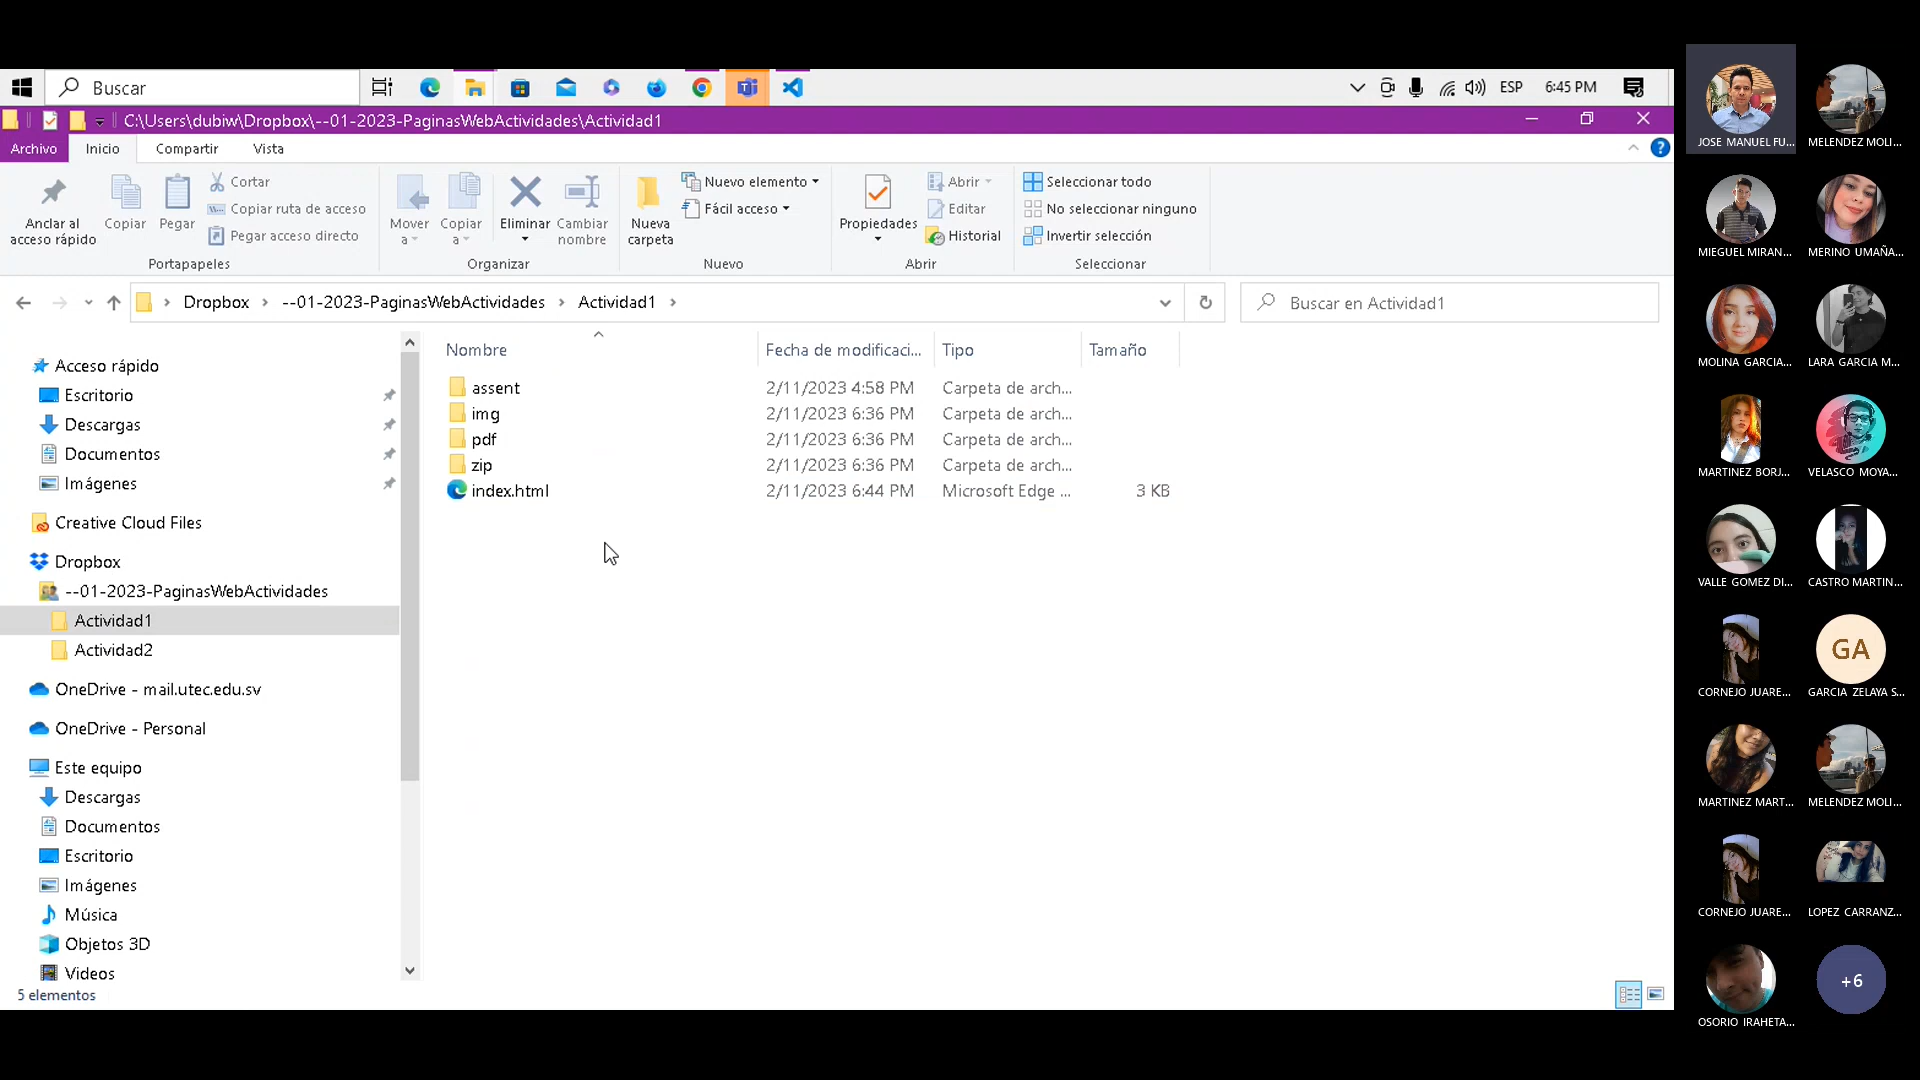 Buscar
ESP
6:45 PM
C:\Users\dubiw\Dropbox\--01-2023-PaginasWebActividades\Actividad1
Archivo
Inicio
Compartir
Vista
Anclar al
acceso rápido
Copiar
Pegar
Cortar
Copiar ruta de acceso
Pegar acceso directo
Portapapeles
Mover
a
Copiar
a
Eliminar
Cambiar
nombre
Organizar
Nueva
carpeta
Nuevo elemento
Fácil acceso
Nuevo
Propiedades
Abrir
Editar
Historial
Abrir
Seleccionar todo
No seleccionar ninguno
Invertir selección
Seleccionar
Dropbox
--01-2023-PaginasWebActividades
Actividad1
Buscar en Actividad1
Acceso rápido
Escritorio
Descargas
Documentos
Imágenes
Creative Cloud Files
Dropbox
--01-2023-PaginasWebActividades
Actividad1
Actividad2
OneDrive - mail.utec.edu.sv
OneDrive - Personal
Este equipo
Descargas
Documentos
Escritorio
Imágenes
Música
Objetos 3D
Videos
5 elementos
Nombre Fecha de modificaci... Tipo Tamaño
assent 2/11/2023 4:58 PM Carpeta de arch...
img 2/11/2023 6:36 PM Carpeta de arch...
pdf 2/11/2023 6:36 PM Carpeta de arch...
zip 2/11/2023 6:36 PM Carpeta de arch...
index.html 2/11/2023 6:44 PM Microsoft Edge ... 3 KB
JOSE MANUEL FU...
MELENDEZ MOLI...
MIEGUEL MIRAN...
MERINO UMAÑA...
MOLINA GARCIA...
LARA GARCIA M...
MARTINEZ BORJ...
VELASCO MOYA...
VALLE GOMEZ DI...
CASTRO MARTIN...
CORNEJO JUARE...
GA
GARCIA ZELAYA S...
MARTINEZ MART...
MELENDEZ MOLI...
CORNEJO JUARE...
LOPEZ CARRANZ...
OSORIO IRAHETA...
+6